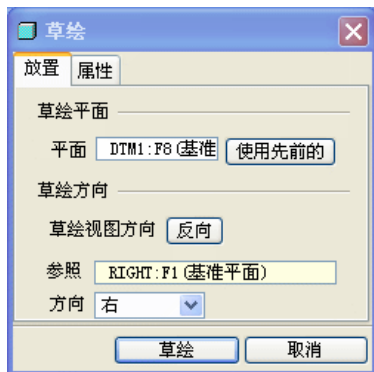 草绘
放置 属性
草绘平面
平面 DTM1:F8(基准 使用先前的
草绘方向
草绘视图方向 反向
参照 RIGHT:F1(基准平面)
方向 右
草绘 取消